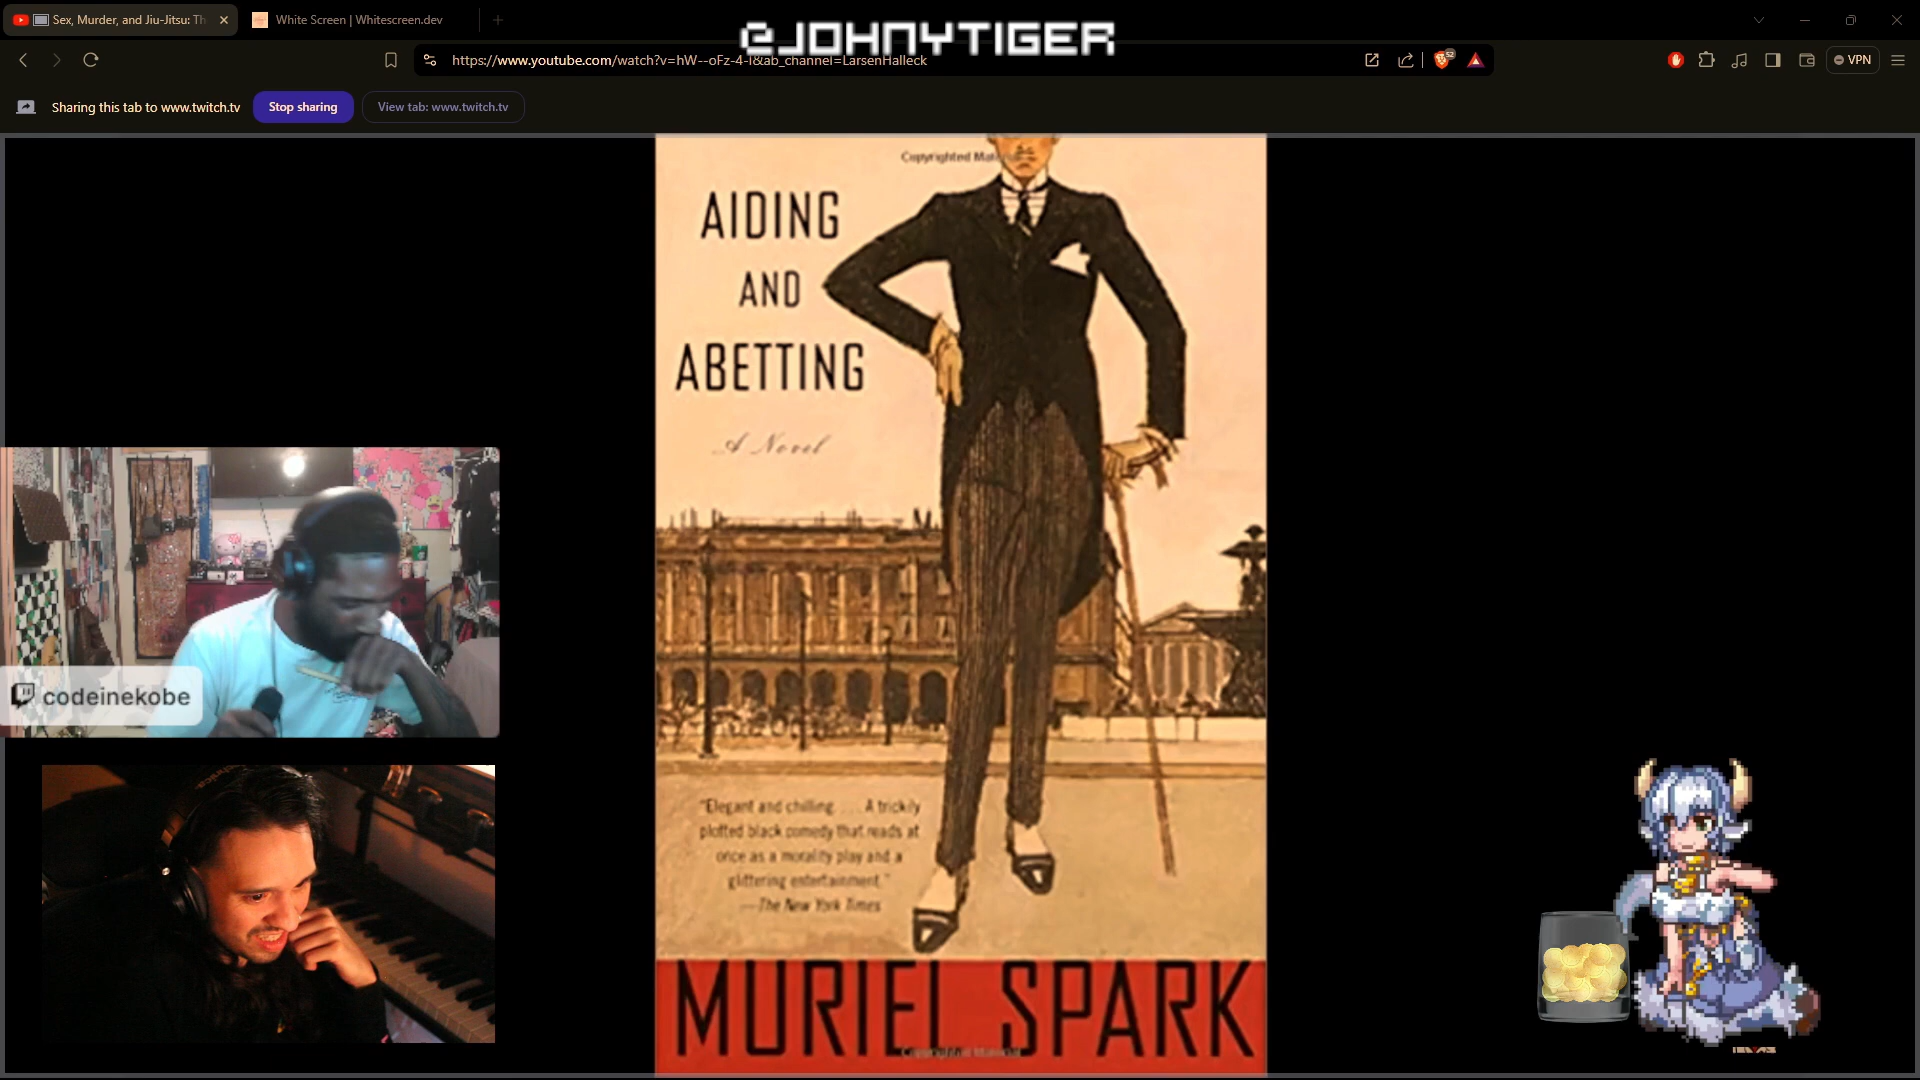 Sex, Murder, and Jiu-Jitsu: Th
White Screen | Whitescreen.dev
@JOHNYTIGER
https://www.youtube.com/watch?v=hW--oFz-4-I&ab_channel=LarsenHalleck
52
VPN
Sharing this tab to www.twitch.tv
Stop sharing
View tab: www.twitch.tv
Copyrighted
AIDING
AND
ABETTING
A Novel
codeinekobe
"Elegant and chilling. . . . A trickily
plotted black comedy that reads at
once as a morality play and a
glittering entertainment."
—The New York Times
MURIEL SPARK
Copyrighted Material